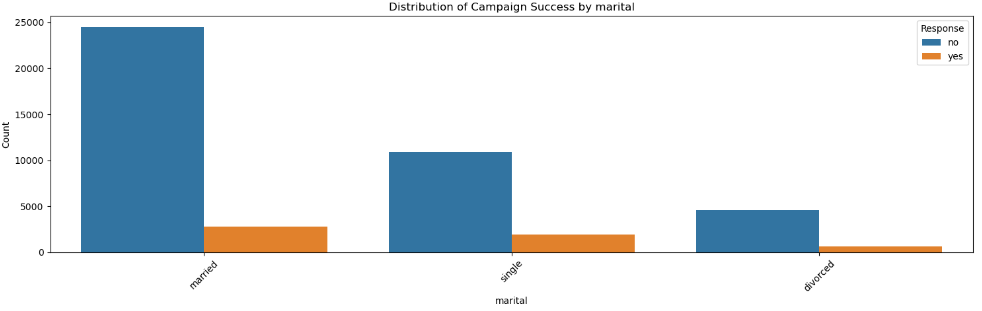 Distribution of Campaign Success by marital
Response
no
yes
Count
25000
20000
15000
10000
5000
0
married
single
divorced
marital